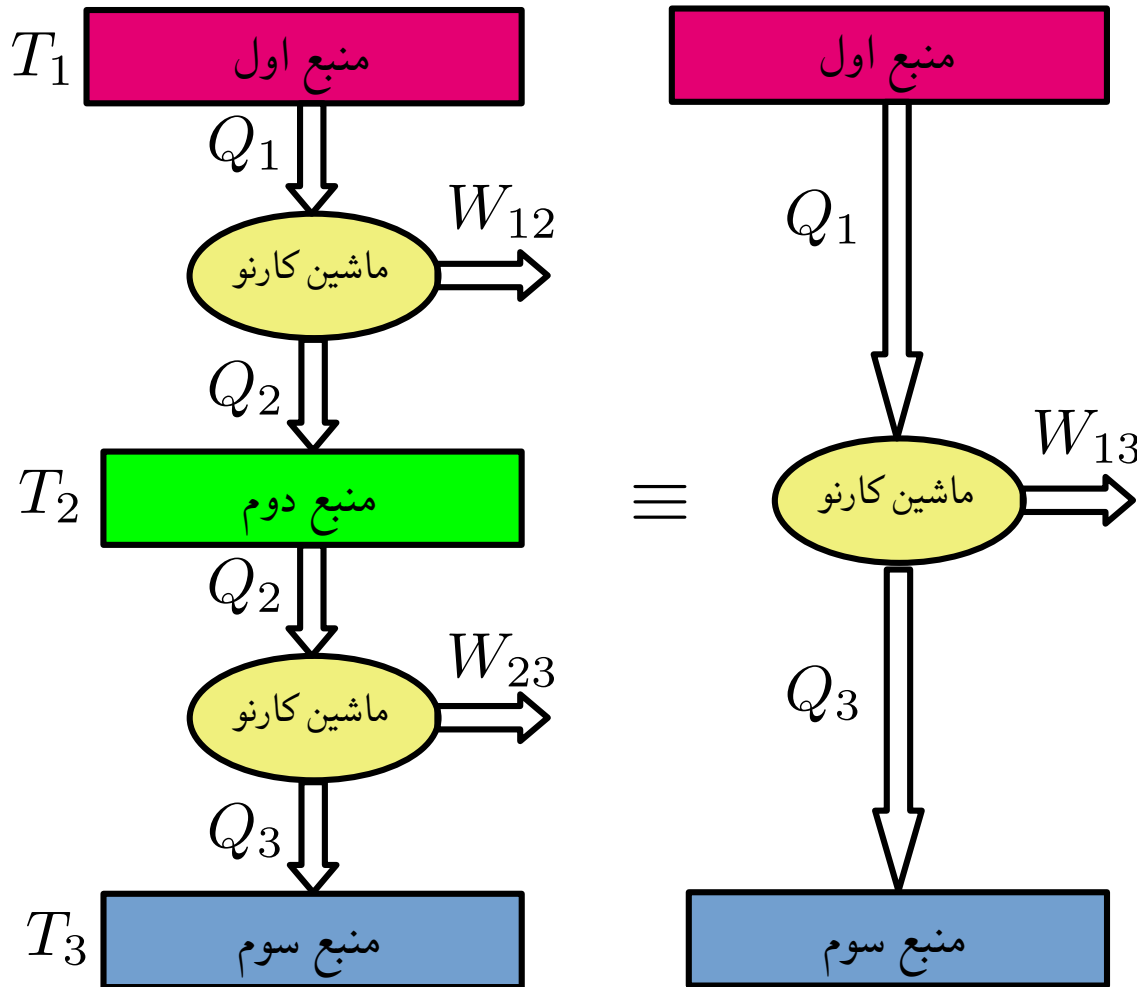 T1
منبع اول
Q1
ماشین کارنو
W12
Q2
T2
منبع دوم
Q2
ماشین کارنو
W23
Q3
T3
منبع سوم
≡
منبع اول
Q1
ماشین کارنو
W13
Q3
منبع سوم